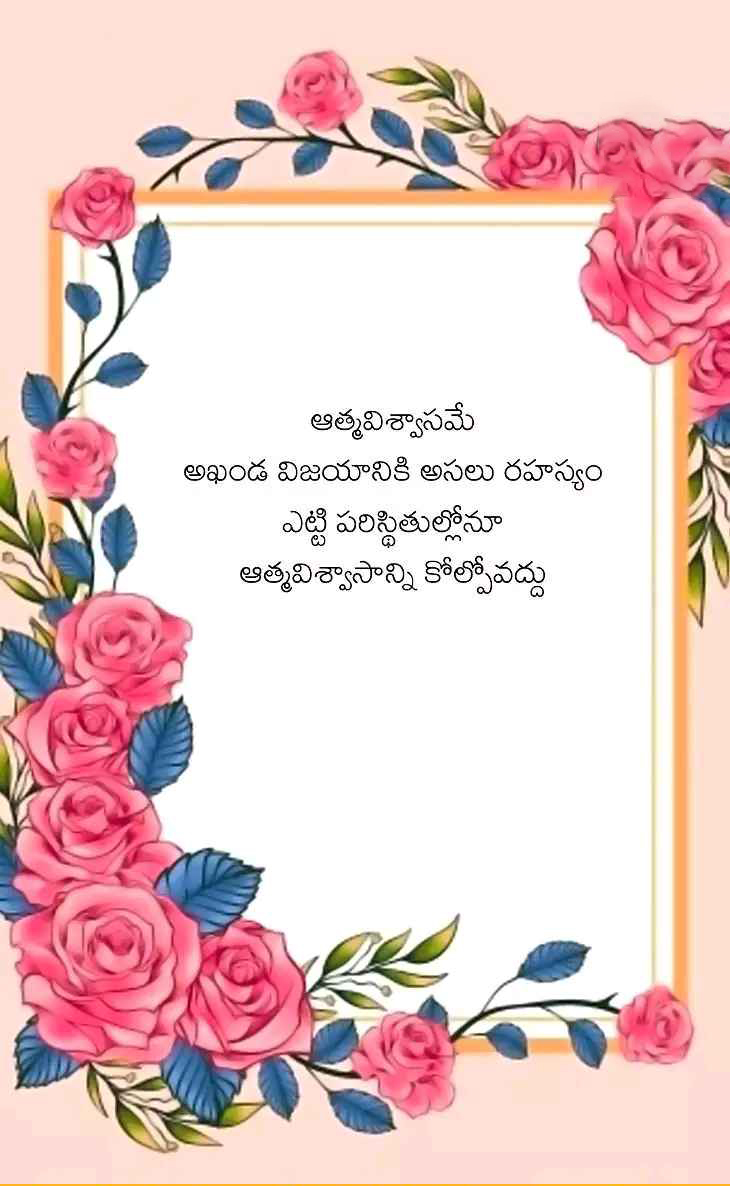 ఆత్మవిశ్వాసమే
అఖండ విజయానికి అసలు రహస్యం
ఎట్టి పరిస్థితుల్లోనూ
ఆత్మవిశ్వాసాన్ని కోల్పోవద్దు